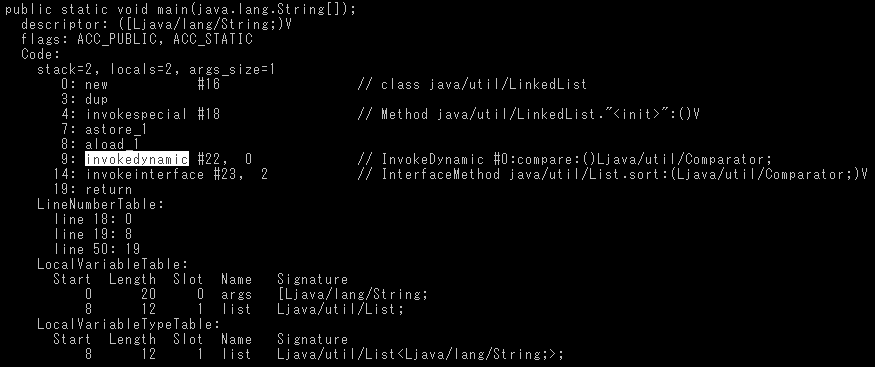 public static void main(java.lang.String[]);
  descriptor: ([Ljava/lang/String;)V
  flags: ACC_PUBLIC, ACC_STATIC
  Code:
    stack=2, locals=2, args_size=1
       0: new           #16                 // class java/util/LinkedList
       3: dup
       4: invokespecial #18                 // Method java/util/LinkedList."<init>":()V
       7: astore_1
       8: aload_1
       9: invokedynamic #22,  0             // InvokeDynamic #0:compare:()Ljava/util/Comparator;
      14: invokeinterface #23,  2           // InterfaceMethod java/util/List.sort:(Ljava/util/Comparator;)V
      19: return
    LineNumberTable:
      line 18: 0
      line 19: 8
      line 50: 19
    LocalVariableTable:
      Start  Length  Slot  Name   Signature
          0      20     0  args   [Ljava/lang/String;
          8      12     1  list   Ljava/util/List;
    LocalVariableTypeTable:
      Start  Length  Slot  Name   Signature
          8      12     1  list   Ljava/util/List<Ljava/lang/String;>;